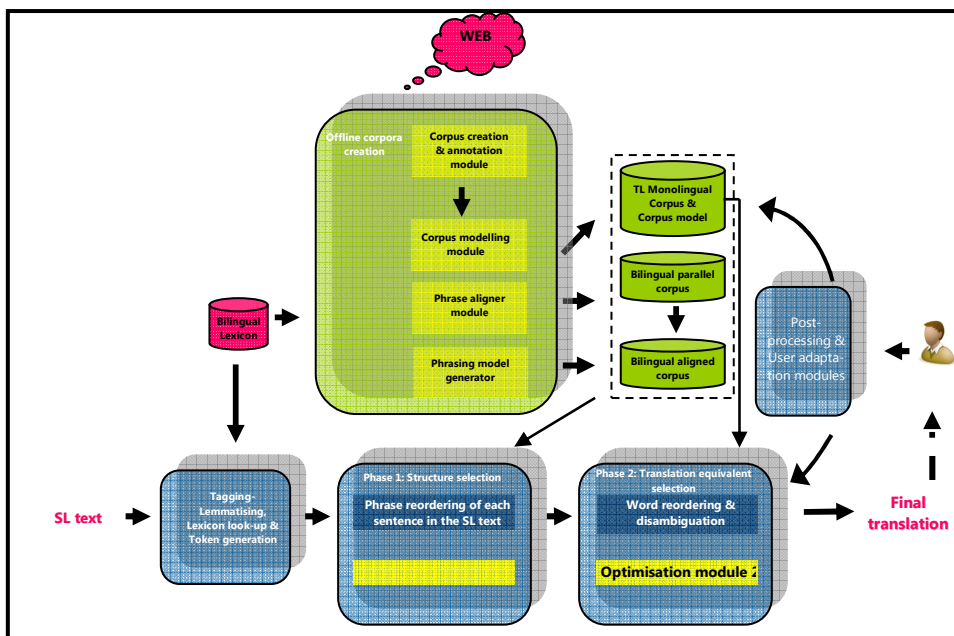 WEB
Offline corpora
creation
Corpus creation
& annotation
module
Corpus modelling
module
Phrase aligner
module
Phrasing model
generator
TL Monolingual
Corpus &
Corpus model
Bilingual parallel
corpus
Bilingual aligned
corpus
Bilingual
Lexicon
Post-
processing &
User adapta-
tion modules
SL text
Tagging-
Lemmatising,
Lexicon look-up &
Token generation
Phase 1: Structure selection
Phrase reordering of each
sentence in the SL text
Phase 2: Translation equivalent
selection
Word reordering &
disambiguation
Optimisation module 2
Final
translation